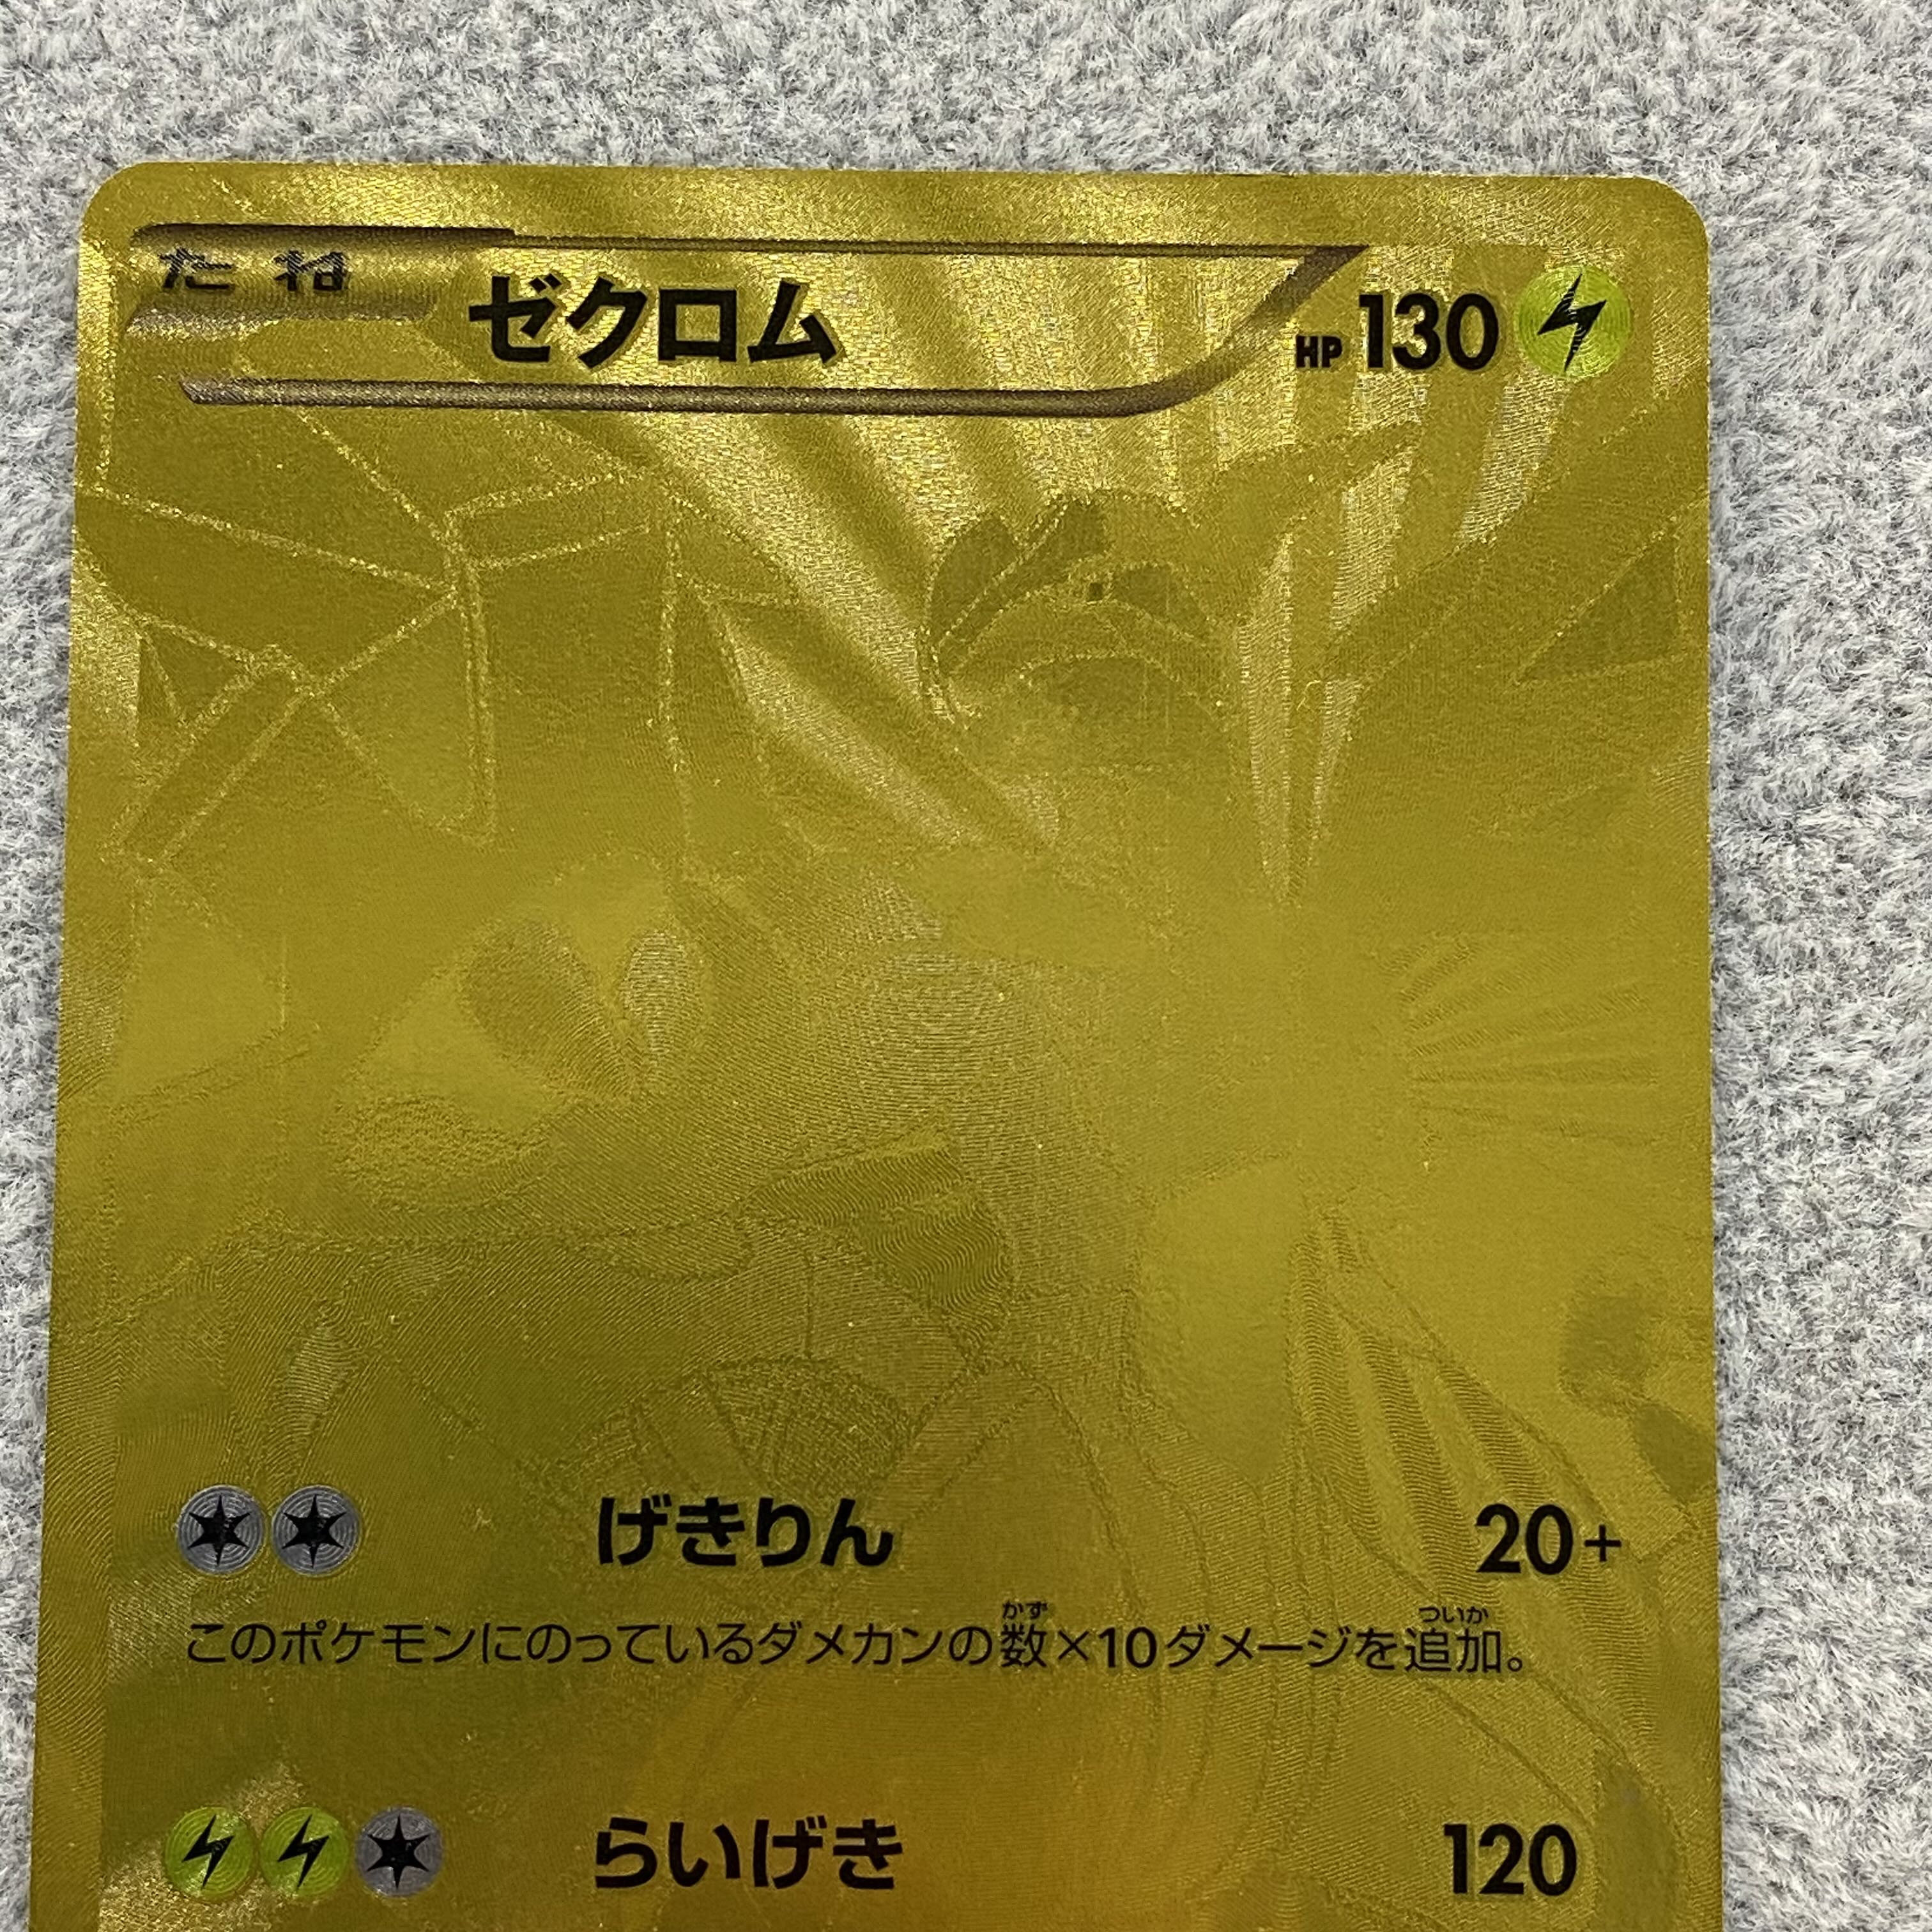 たね ゼクロム HP 130
げきりん 20+
このポケモンにのっているダメカンの数×10ダメージを追加。
かず ついか
らいげき 120